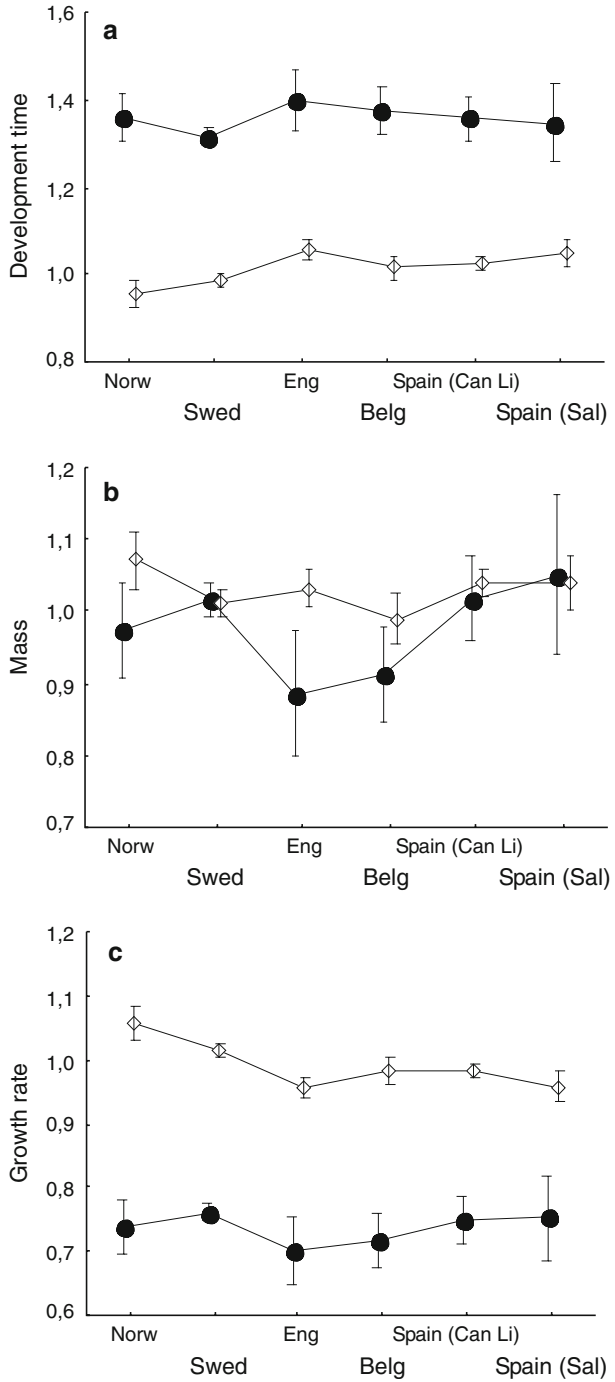 1,6
a
1,4
1,2
1,0
0,8
Development time
Norw Eng Spain (Can Li)
Swed Belg Spain (Sal)
1,2
b
1,1
1,0
0,9
0,8
0,7
Mass
Norw Eng Spain (Can Li)
Swed Belg Spain (Sal)
1,2
c
1,1
1,0
0,9
0,8
0,7
0,6
Growth rate
Norw Eng Spain (Can Li)
Swed Belg Spain (Sal)